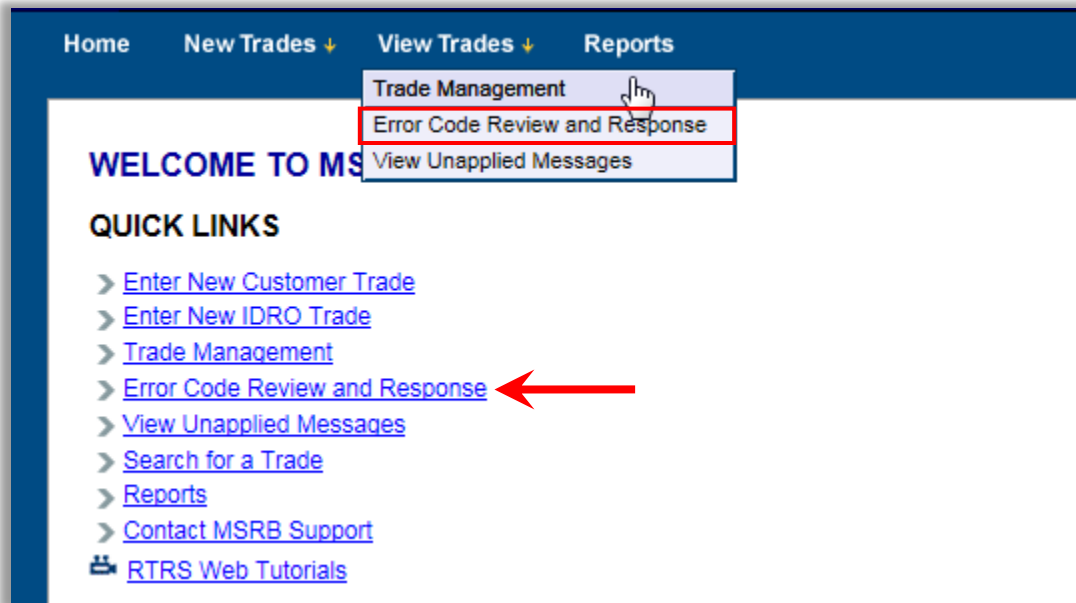 Home New Trades ↓ View Trades ↓ Reports
Trade Management
Error Code Review and Response
View Unapplied Messages
WELCOME TO MS
QUICK LINKS
Enter New Customer Trade
Enter New IDRO Trade
Trade Management
Error Code Review and Response
View Unapplied Messages
Search for a Trade
Reports
Contact MSRB Support
RTRS Web Tutorials